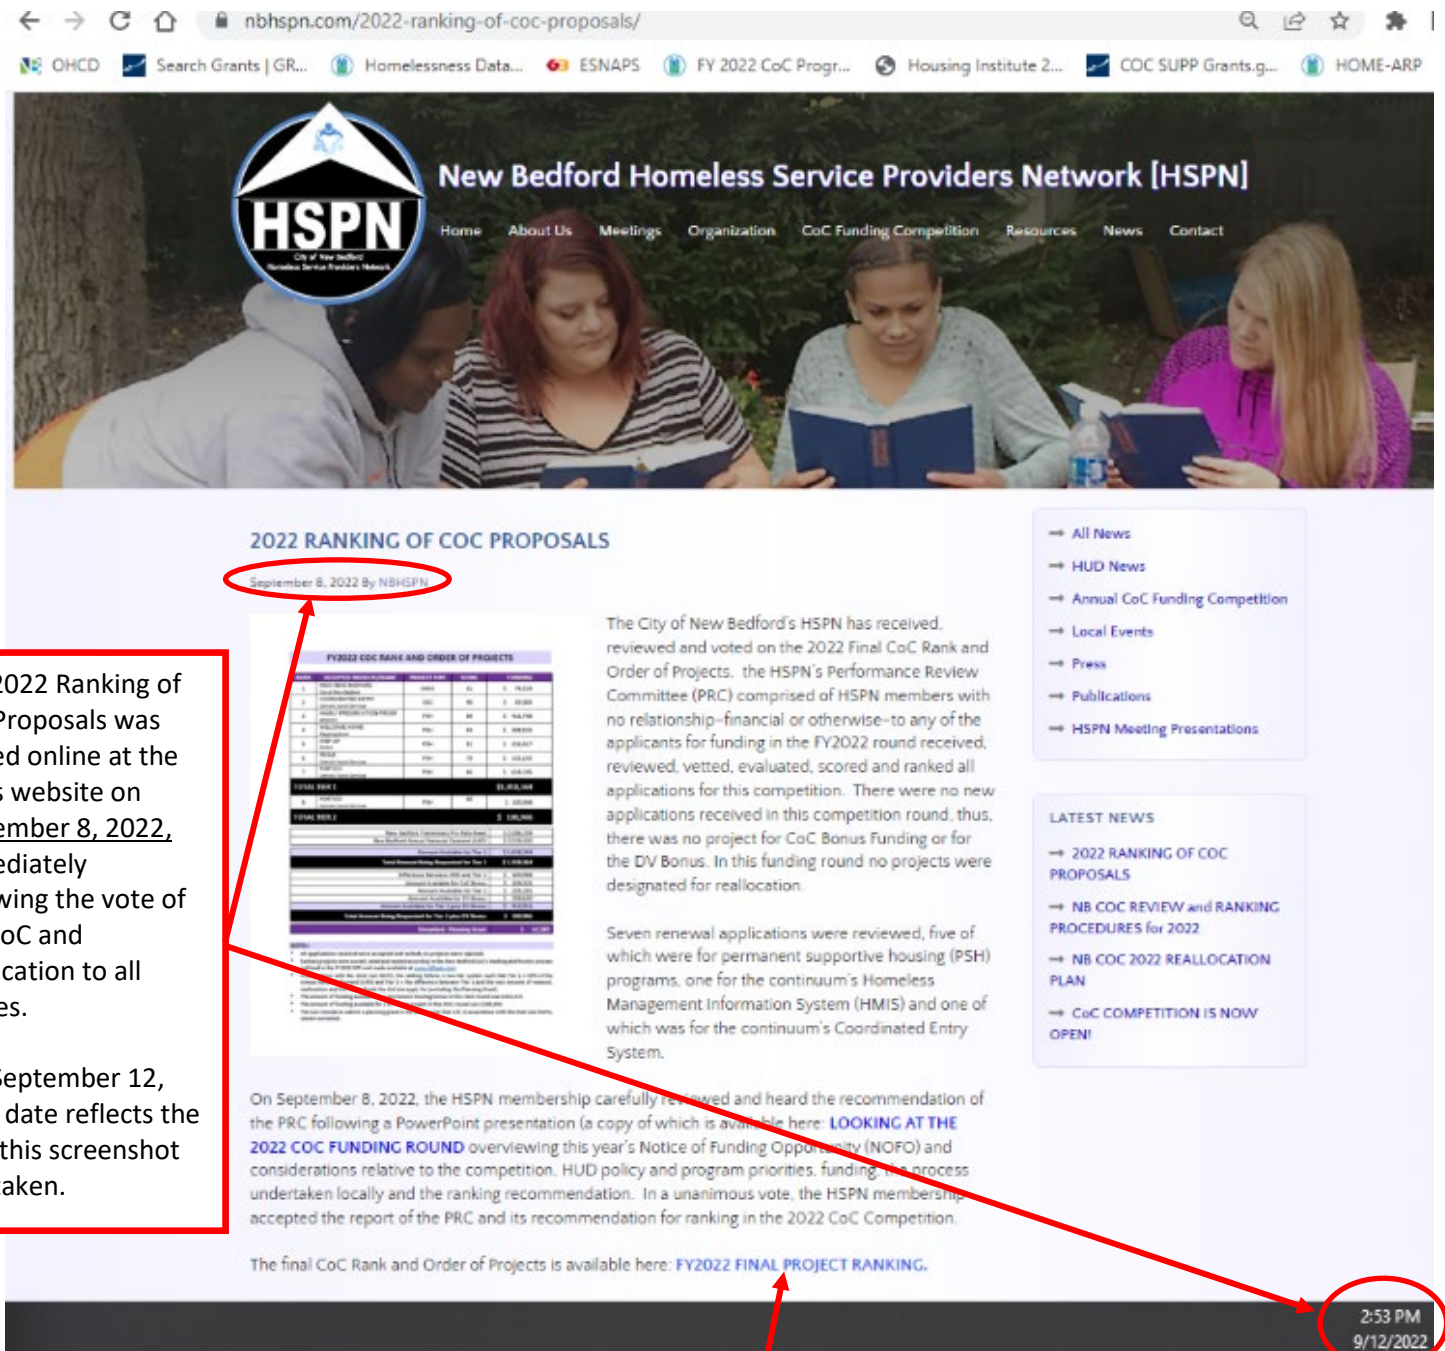 nbhspn.com/2022-ranking-of-coc-proposals/
OHCD Search Grants | GR... Homelessness Data... ESNAPS FY 2022 CoC Progr... Housing Institute 2... COC SUPP Grants.g... HOME-ARP
New Bedford Homeless Service Providers Network [HSPN]
HSPN
City of New Bedford
Homeless Service Providers Network
Home About Us Meetings Organization CoC Funding Competition Resources News Contact
2022 RANKING OF COC PROPOSALS
September 8, 2022 By NBHSPN
2022 Ranking of
Proposals was
ed online at the
s website on
ember 8, 2022,
ediately
wing the vote of
oC and
cation to all
es.
September 12,
date reflects the
this screenshot
taken.
FY2022 COC RANK AND ORDER OF PROJECTS
TOTAL TIER 1
TOTAL TIER 2
The City of New Bedford's HSPN has received,
reviewed and voted on the 2022 Final CoC Rank and
Order of Projects. the HSPN's Performance Review
Committee (PRC) comprised of HSPN members with
no relationship–financial or otherwise–to any of the
applicants for funding in the FY2022 round received,
reviewed, vetted, evaluated, scored and ranked all
applications for this competition. There were no new
applications received in this competition round, thus,
there was no project for CoC Bonus Funding or for
the DV Bonus. In this funding round no projects were
designated for reallocation.
Seven renewal applications were reviewed, five of
which were for permanent supportive housing (PSH)
programs, one for the continuum's Homeless
Management Information System (HMIS) and one of
which was for the continuum's Coordinated Entry
System.
On September 8, 2022, the HSPN membership carefully reviewed and heard the recommendation of
the PRC following a PowerPoint presentation (a copy of which is available here: LOOKING AT THE
2022 COC FUNDING ROUND overviewing this year's Notice of Funding Opportunity (NOFO) and
considerations relative to the competition, HUD policy and program priorities, funding, the process
undertaken locally and the ranking recommendation. In a unanimous vote, the HSPN membership
accepted the report of the PRC and its recommendation for ranking in the 2022 CoC Competition.
The final CoC Rank and Order of Projects is available here: FY2022 FINAL PROJECT RANKING.
All News
HUD News
Annual CoC Funding Competition
Local Events
Press
Publications
HSPN Meeting Presentations
LATEST NEWS
2022 RANKING OF COC
PROPOSALS
NB COC REVIEW and RANKING
PROCEDURES for 2022
NB COC 2022 REALLOCATION
PLAN
CoC COMPETITION IS NOW
OPEN!
2:53 PM
9/12/2022